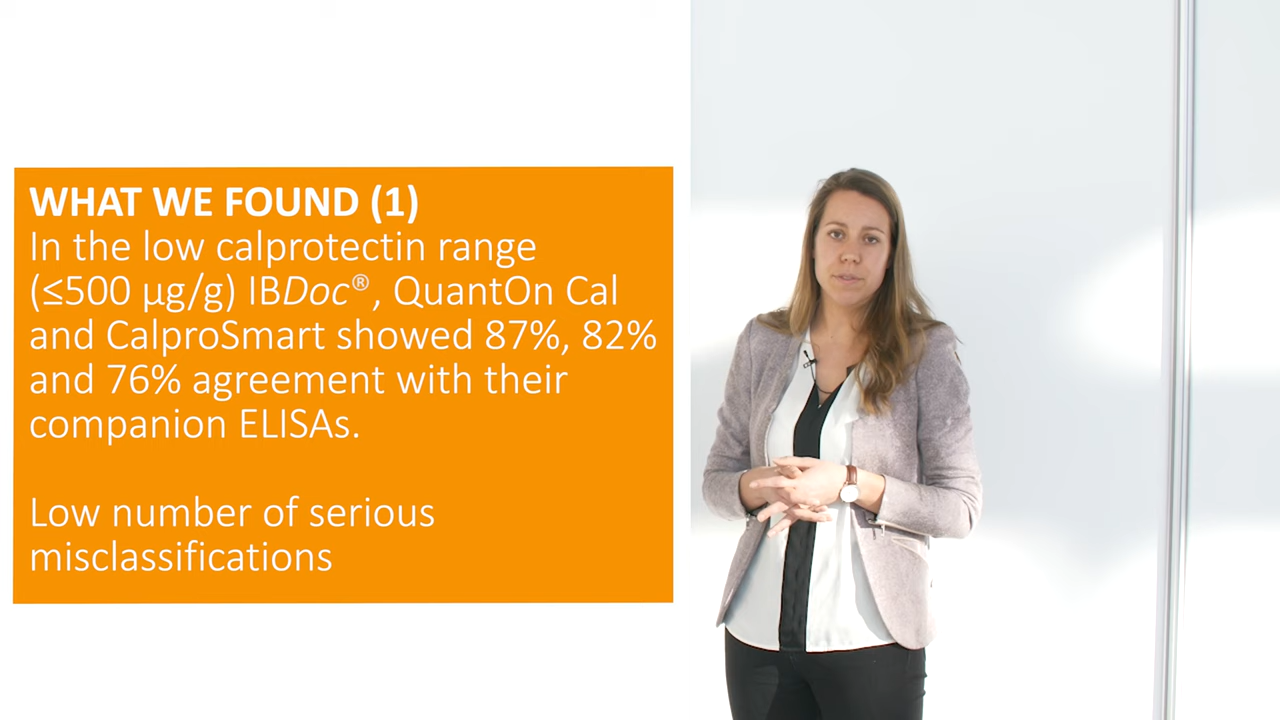 WHAT WE FOUND (1)
In the low calprotectin range
(≤500 µg/g) IBDoc®, QuantOn Cal
and CalproSmart showed 87%, 82%
and 76% agreement with their
companion ELISAs.
Low number of serious
misclassifications